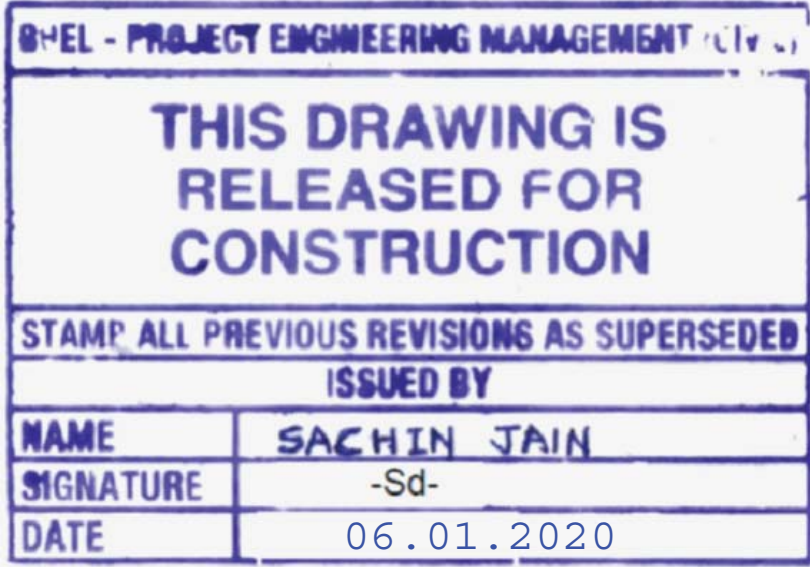 BHEL - PROJECT ENGINEERING MANAGEMENT (CIVIL)
THIS DRAWING IS
RELEASED FOR
CONSTRUCTION
STAMP ALL PREVIOUS REVISIONS AS SUPERSEDED
ISSUED BY
NAME SACHIN JAIN
SIGNATURE -Sd-
DATE 06.01.2020